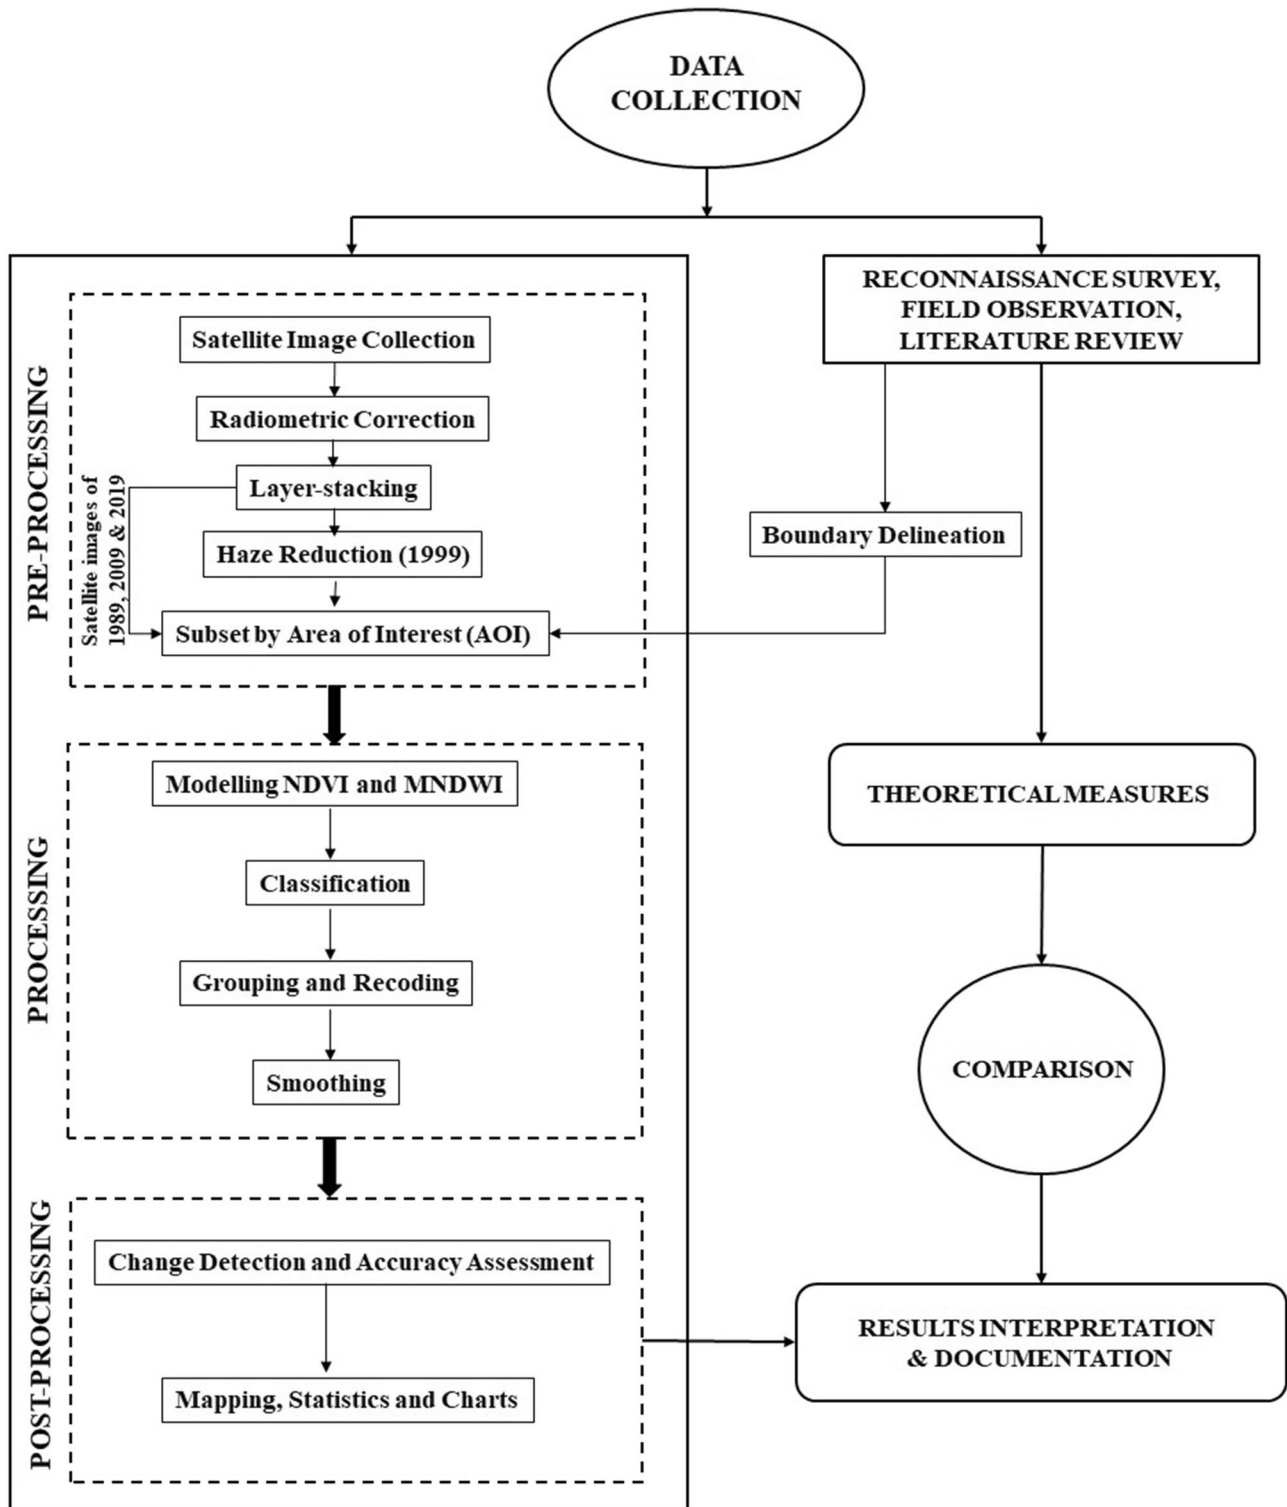 DATA
COLLECTION
PRE-PROCESSING
Satellite Image Collection
Radiometric Correction
Layer-stacking
Satellite images of
1989, 2009 & 2019
Haze Reduction (1999)
Subset by Area of Interest (AOI)
RECONNAISSANCE SURVEY,
FIELD OBSERVATION,
LITERATURE REVIEW
Boundary Delineation
PROCESSING
Modelling NDVI and MNDWI
Classification
Grouping and Recoding
Smoothing
THEORETICAL MEASURES
COMPARISON
POST-PROCESSING
Change Detection and Accuracy Assessment
Mapping, Statistics and Charts
RESULTS INTERPRETATION
& DOCUMENTATION